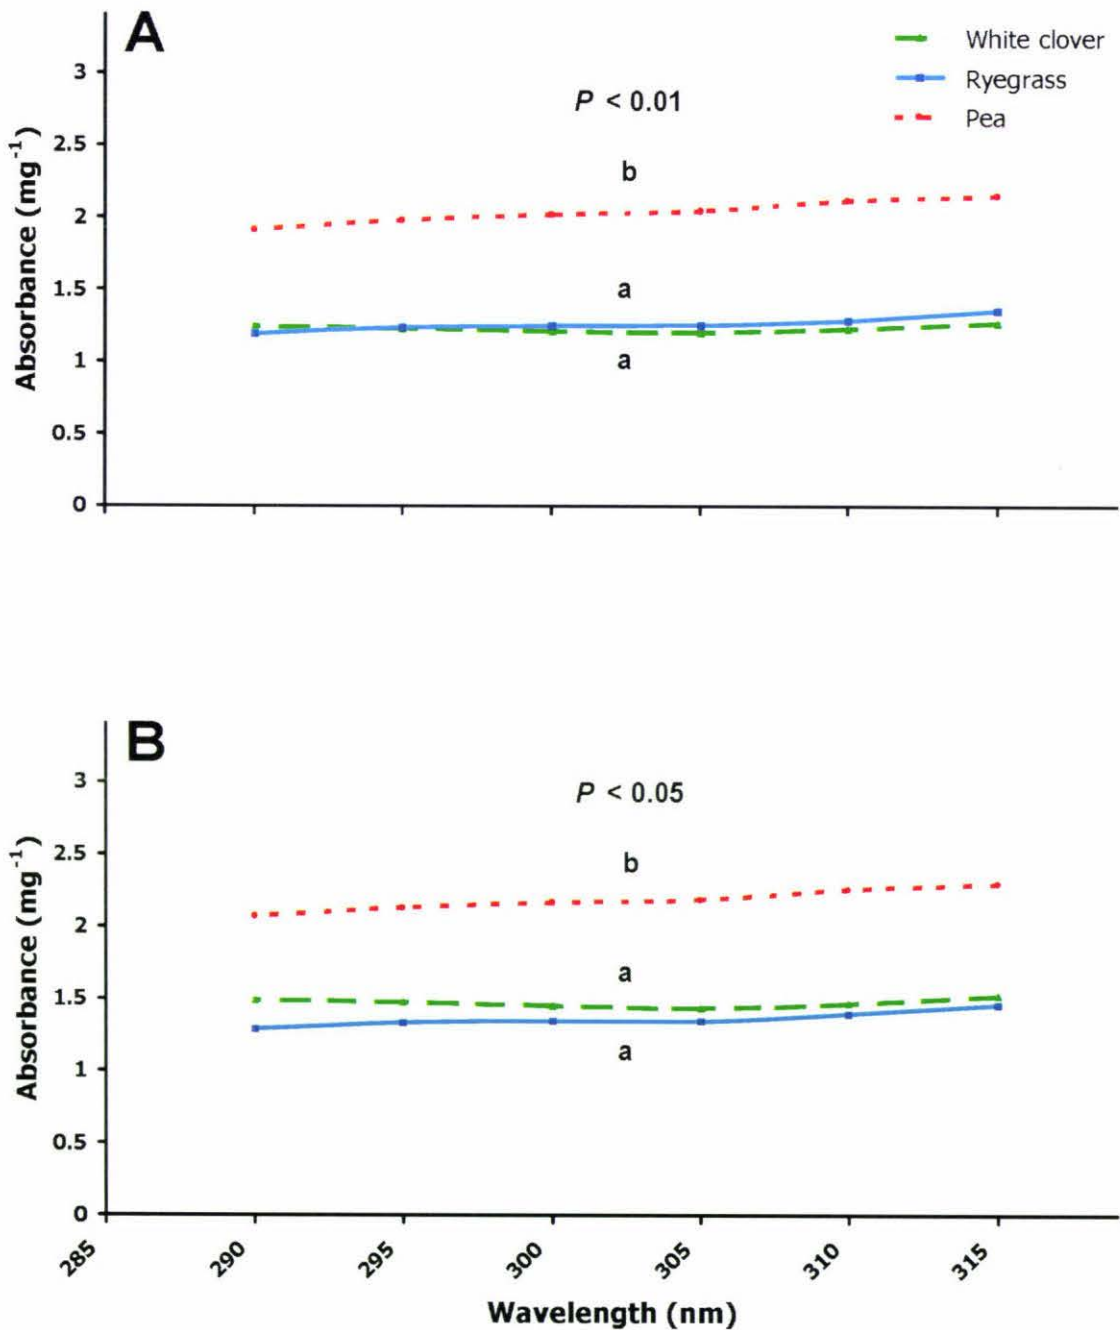 A
White clover
Ryegrass
Pea
P < 0.01
b
a
a
Absorbance (mg⁻¹)
3
2.5
2
1.5
1
0.5
0
B
P < 0.05
b
a
a
Absorbance (mg⁻¹)
3
2.5
2
1.5
1
0.5
0
285 290 295 300 305 310 315
Wavelength (nm)